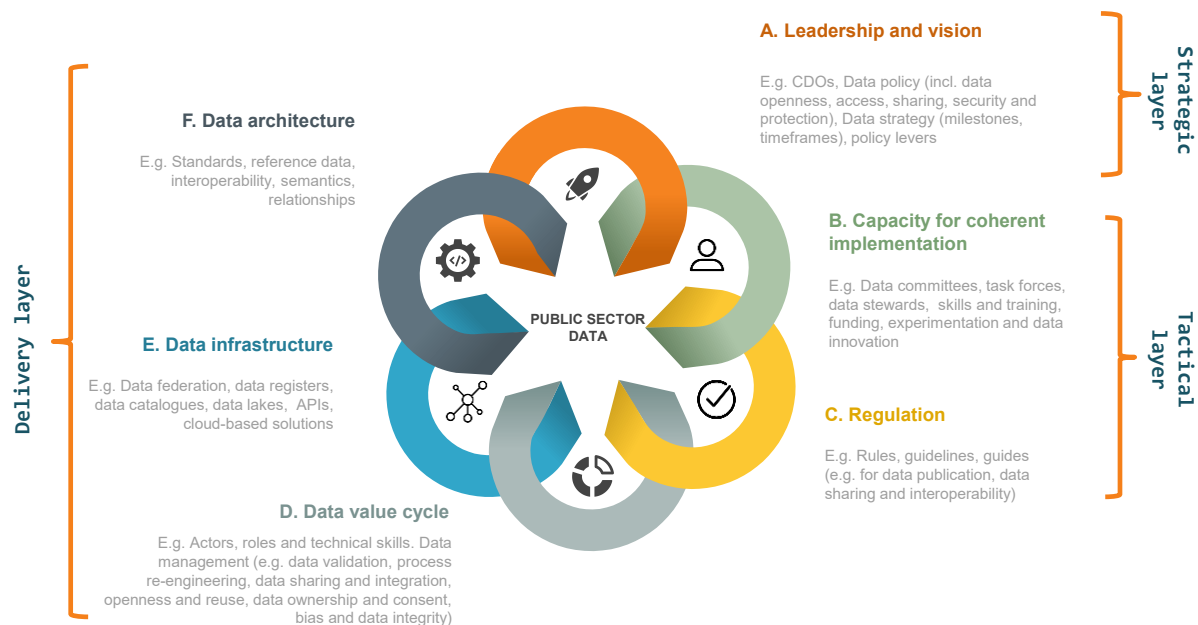 A. Leadership and vision
E.g. CDOs, Data policy (incl. data
openness, access, sharing, security and
protection), Data strategy (milestones,
timeframes), policy levers
Strategic
layer
B. Capacity for coherent
implementation
E.g. Data committees, task forces,
data stewards, skills and training,
funding, experimentation and data
innovation
C. Regulation
E.g. Rules, guidelines, guides
(e.g. for data publication, data
sharing and interoperability)
Tactical
layer
D. Data value cycle
E.g. Actors, roles and technical skills. Data
management (e.g. data validation, process
re-engineering, data sharing and integration,
openness and reuse, data ownership and consent,
bias and data integrity)
E. Data infrastructure
E.g. Data federation, data registers,
data catalogues, data lakes, APIs,
cloud-based solutions
F. Data architecture
E.g. Standards, reference data,
interoperability, semantics,
relationships
Delivery layer
PUBLIC SECTOR
DATA